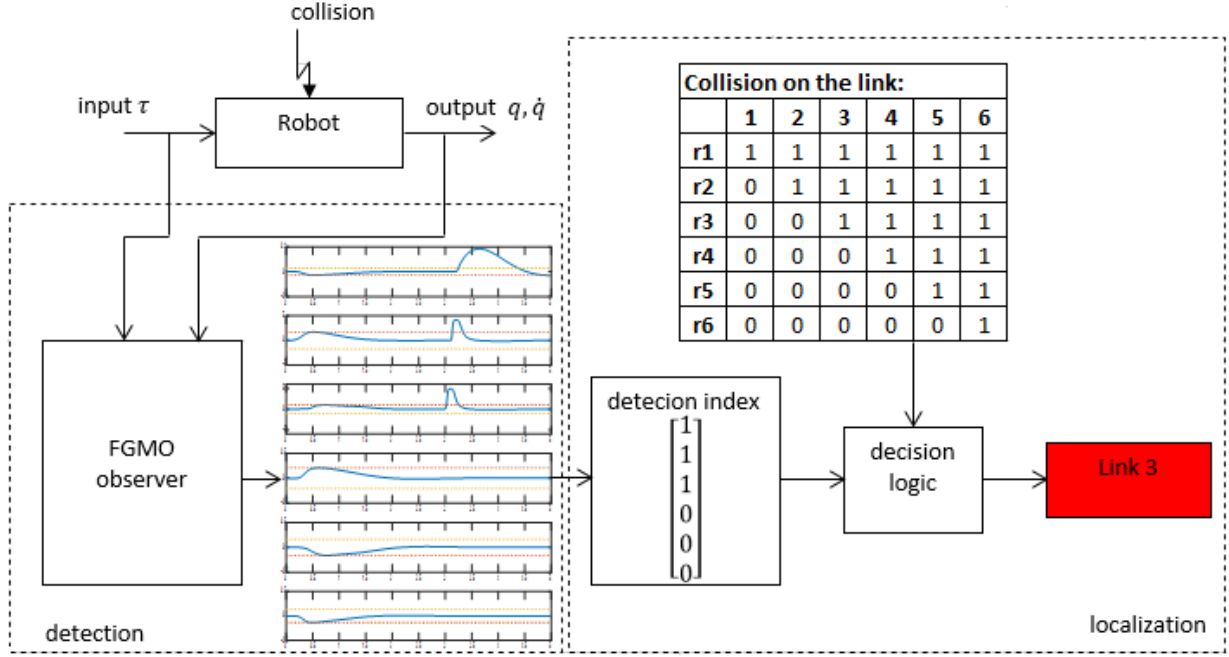 collision
input τ
Robot
output q, q̇
Collision on the link:
1 2 3 4 5 6
r1 1 1 1 1 1 1
r2 0 1 1 1 1 1
r3 0 0 1 1 1 1
r4 0 0 0 1 1 1
r5 0 0 0 0 1 1
r6 0 0 0 0 0 1
FGMO
observer
detecion index
1
1
1
0
0
0
decision
logic
Link 3
detection
localization